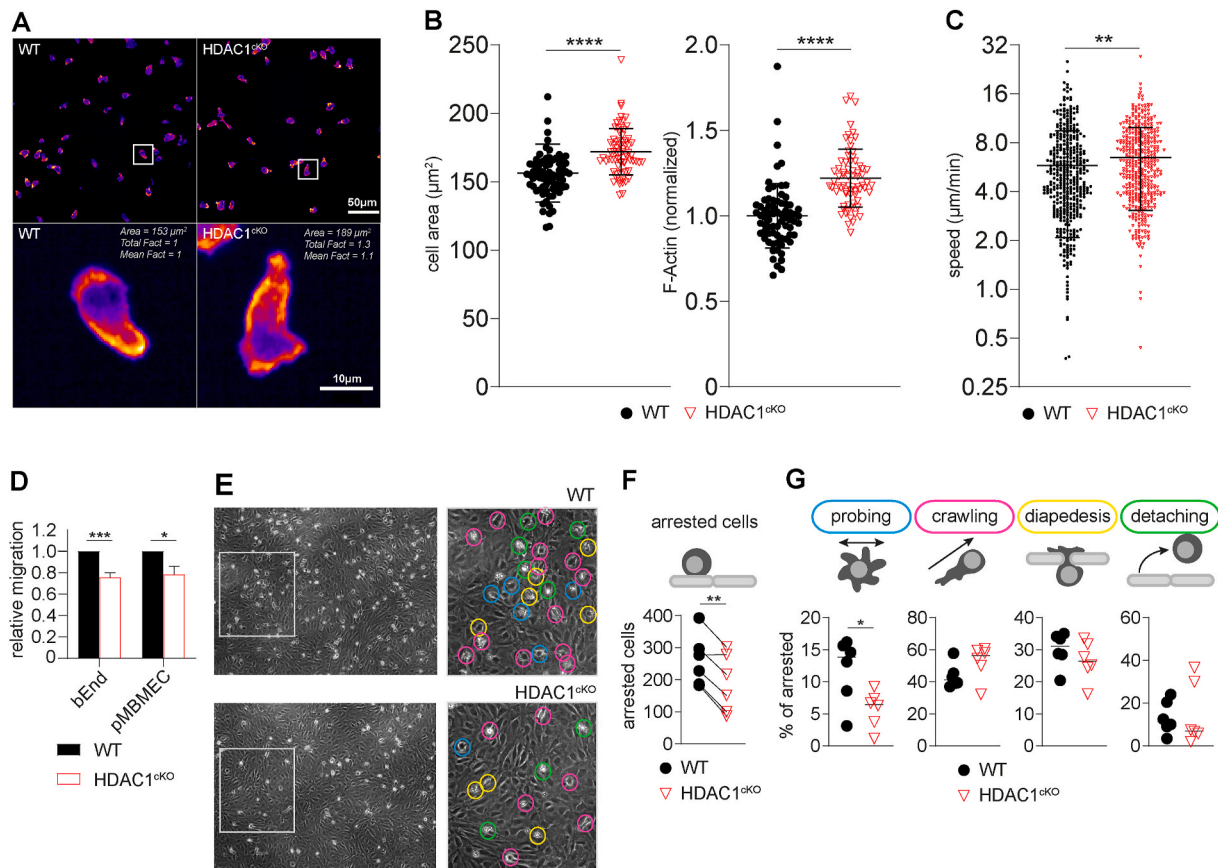 A
WT
HDAC1cKO
50µm
WT
Area = 153 µm²
Total Fact = 1
Mean Fact = 1
HDAC1cKO
Area = 189 µm²
Total Fact = 1.3
Mean Fact = 1.1
10µm
B
cell area (µm²)
250
200
150
100
50
0
****
F-Actin (normalized)
2.0
1.5
1.0
0.5
0
****
WT HDAC1cKO
C
speed (µm/min)
32
16
8.0
4.0
2.0
1.0
0.5
0.25
**
WT HDAC1cKO
D
relative migration
1.2
1.0
0.8
0.6
0.4
0.2
0
***
*
bEnd
pMBMEC
WT
HDAC1cKO
E
WT
HDAC1cKO
F
arrested cells
arrested cells
400
300
200
100
0
**
WT
HDAC1cKO
G
probing
crawling
diapedesis
detaching
% of arrested
20
15
10
5
0
*
80
60
40
20
0
40
30
20
10
0
60
40
20
0
WT
HDAC1cKO